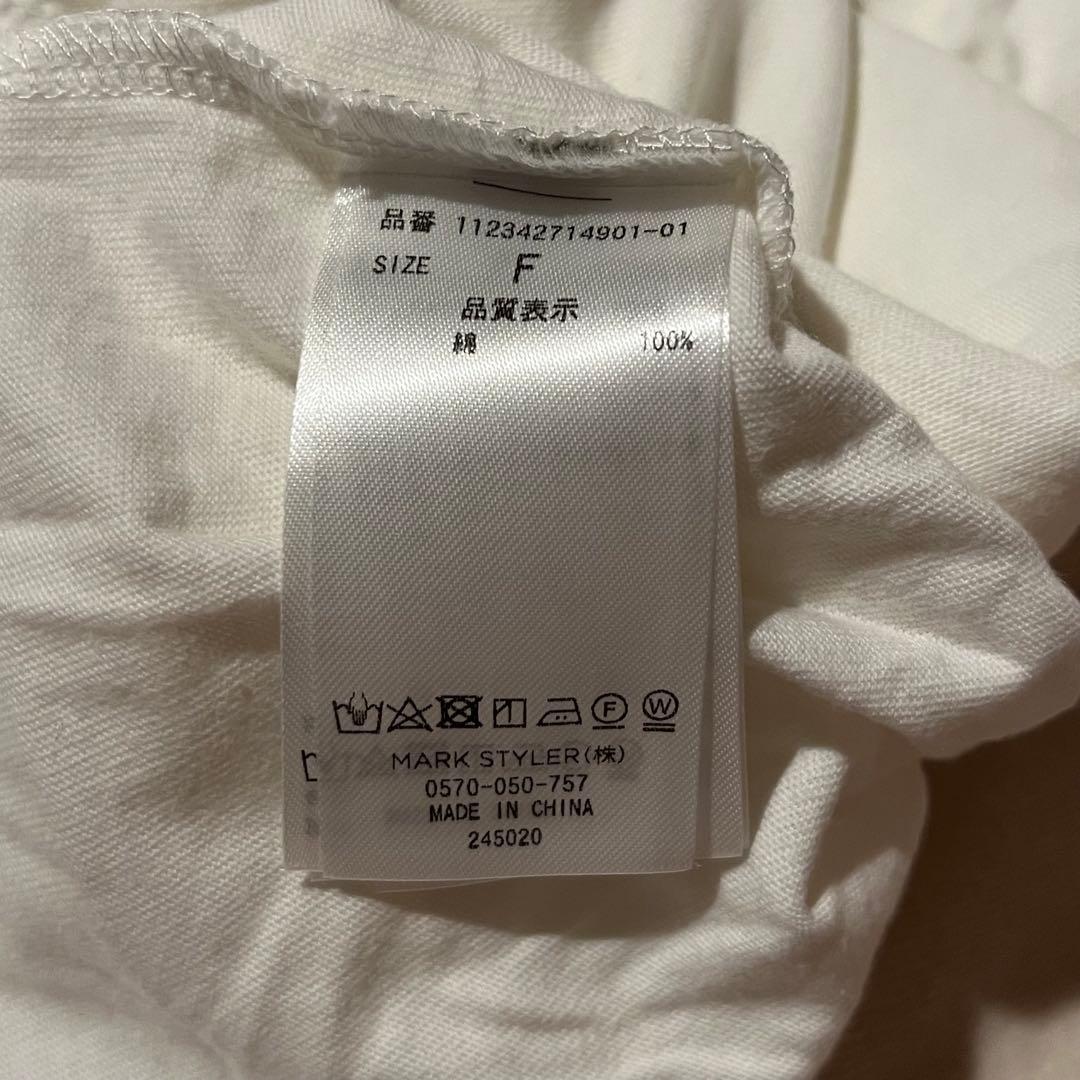 品番 112342714901-01
SIZE F
品質表示
綿 100%
F W
MARK STYLER(株)
0570-050-757
MADE IN CHINA
245020